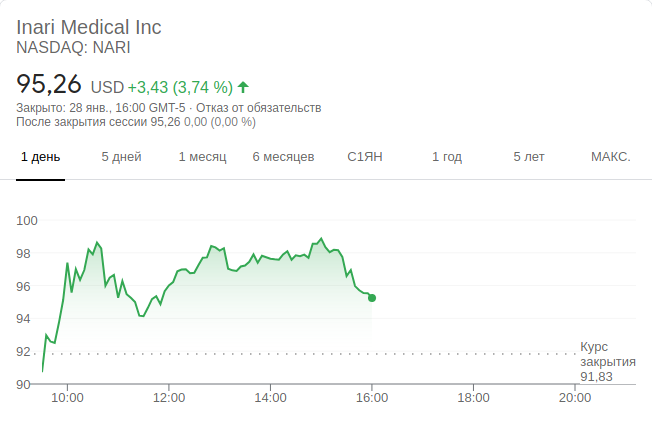 Inari Medical Inc
NASDAQ: NARI
95,26 USD +3,43 (3,74 %)
Закрыто: 28 янв., 16:00 GMT-5 · Отказ от обязательств
После закрытия сессии 95,26 0,00 (0,00 %)
1 день 5 дней 1 месяц 6 месяцев С1ЯН 1 год 5 лет МАКС.
100
98
96
94
92
90
Курс
закрытия
91,83
10:00 12:00 14:00 16:00 18:00 20:00